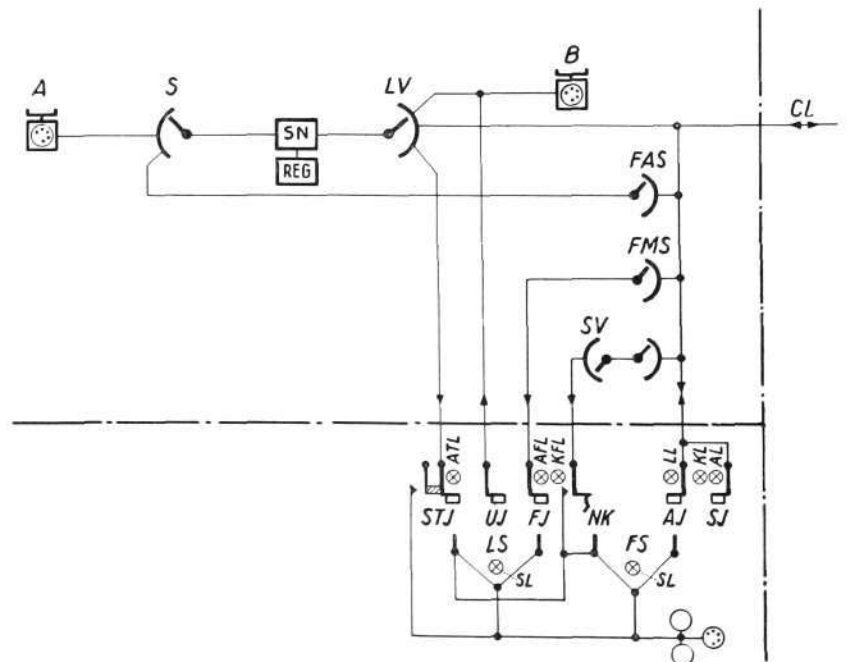 A S LV B
SN
REG
CL
FAS
FMS
SV
ATL AFL KFL LL KL AL
STJ UJ FJ NK AJ SJ
LS FS
SL SL